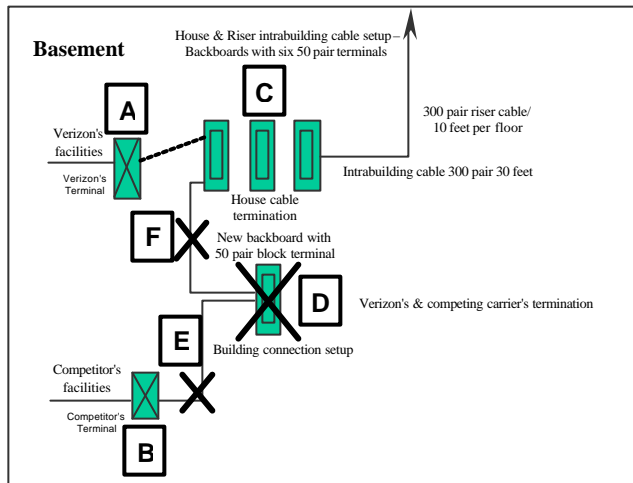 House & Riser intrabuilding cable setup –
Backboards with six 50 pair terminals
Basement
C
A
300 pair riser cable/
10 feet per floor
Verizon's
facilities
Verizon's
Terminal
Intrabuilding cable 300 pair 30 feet
House cable
termination
F
New backboard with
50 pair block terminal
D
Verizon's & competing carrier's termination
E
Building connection setup
Competitor's
facilities
Competitor's
Terminal
B